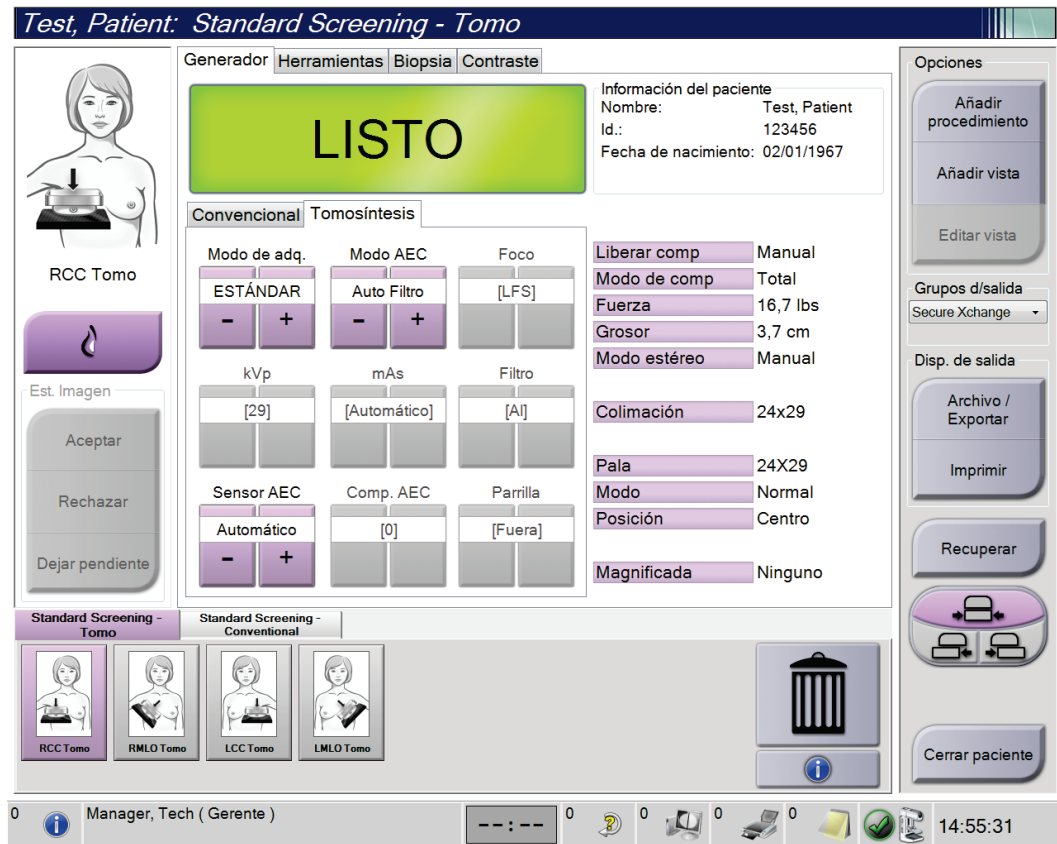 Test, Patient: Standard Screening - Tomo
Generador Herramientas Biopsia Contraste
LISTO
Información del paciente
Nombre: Test, Patient
Id.: 123456
Fecha de nacimiento: 02/01/1967
RCC Tomo
Est. Imagen
Aceptar
Rechazar
Dejar pendiente
Convencional Tomosíntesis
Modo de adq. Modo AEC Foco
ESTÁNDAR Auto Filtro [LFS]
- + - +
kVp mAs Filtro
[29] [Automático] [Al]
Sensor AEC Comp. AEC Parrilla
Automático [0] [Fuera]
- +
Liberar comp Manual
Modo de comp Total
Fuerza 16,7 lbs
Grosor 3,7 cm
Modo estéreo Manual
Colimación 24x29
Pala 24X29
Modo Normal
Posición Centro
Magnificada Ninguno
Opciones
Añadir
procedimiento
Añadir vista
Editar vista
Grupos d/salida
Secure Xchange
Disp. de salida
Archivo /
Exportar
Imprimir
Recuperar
Cerrar paciente
Standard Screening -
Tomo
Standard Screening -
Conventional
RCC Tomo RMLO Tomo LCC Tomo LMLO Tomo
0 Manager, Tech ( Gerente ) --:-- 0 0 0 0 14:55:31